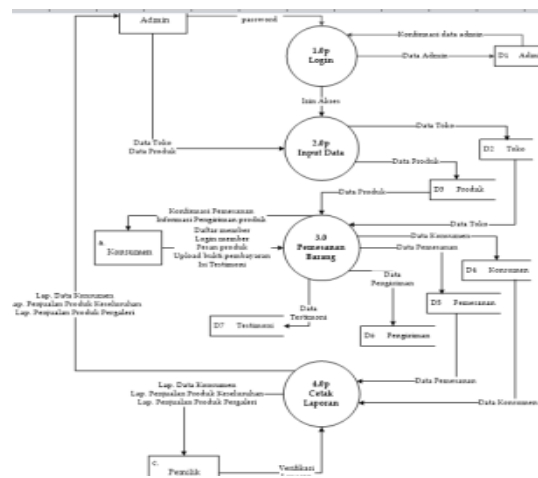 Admin
password
Konfirmasi data admin
1.0p
Login
Data Admin
D1 Admin
Izin Akses
Data Toko
Data Toko
Data Produk
2.0p
Input Data
D2 Toko
Data Produk
D3 Produk
Data Produk
Konfirmasi Pemesanan
Informasi Pengiriman produk
Data Toko
Daftar member
Login member
Pesan produk
Upload bukti pembayaran
Isi Testimoni
a.
Konsumen
3.0
Pemesanan
Barang
Data Konsumen
Data Pemesanan
D4 Konsumen
Data
Pengiriman
D5 Pemesanan
Lap. Data Konsumen
ap. Penjualan Produk Keseluruhan
Lap. Penjualan Produk Pergaleri
Data
Testimoni
D7 Testimoni
D6 Pengiriman
4.0p
Cetak
Laporan
Data Pemesanan
Lap. Data Konsumen
Lap. Penjualan Produk Keseluruhan
Lap. Penjualan Produk Pergaleri
Data Konsumen
c.
Pemilik
Verifikasi